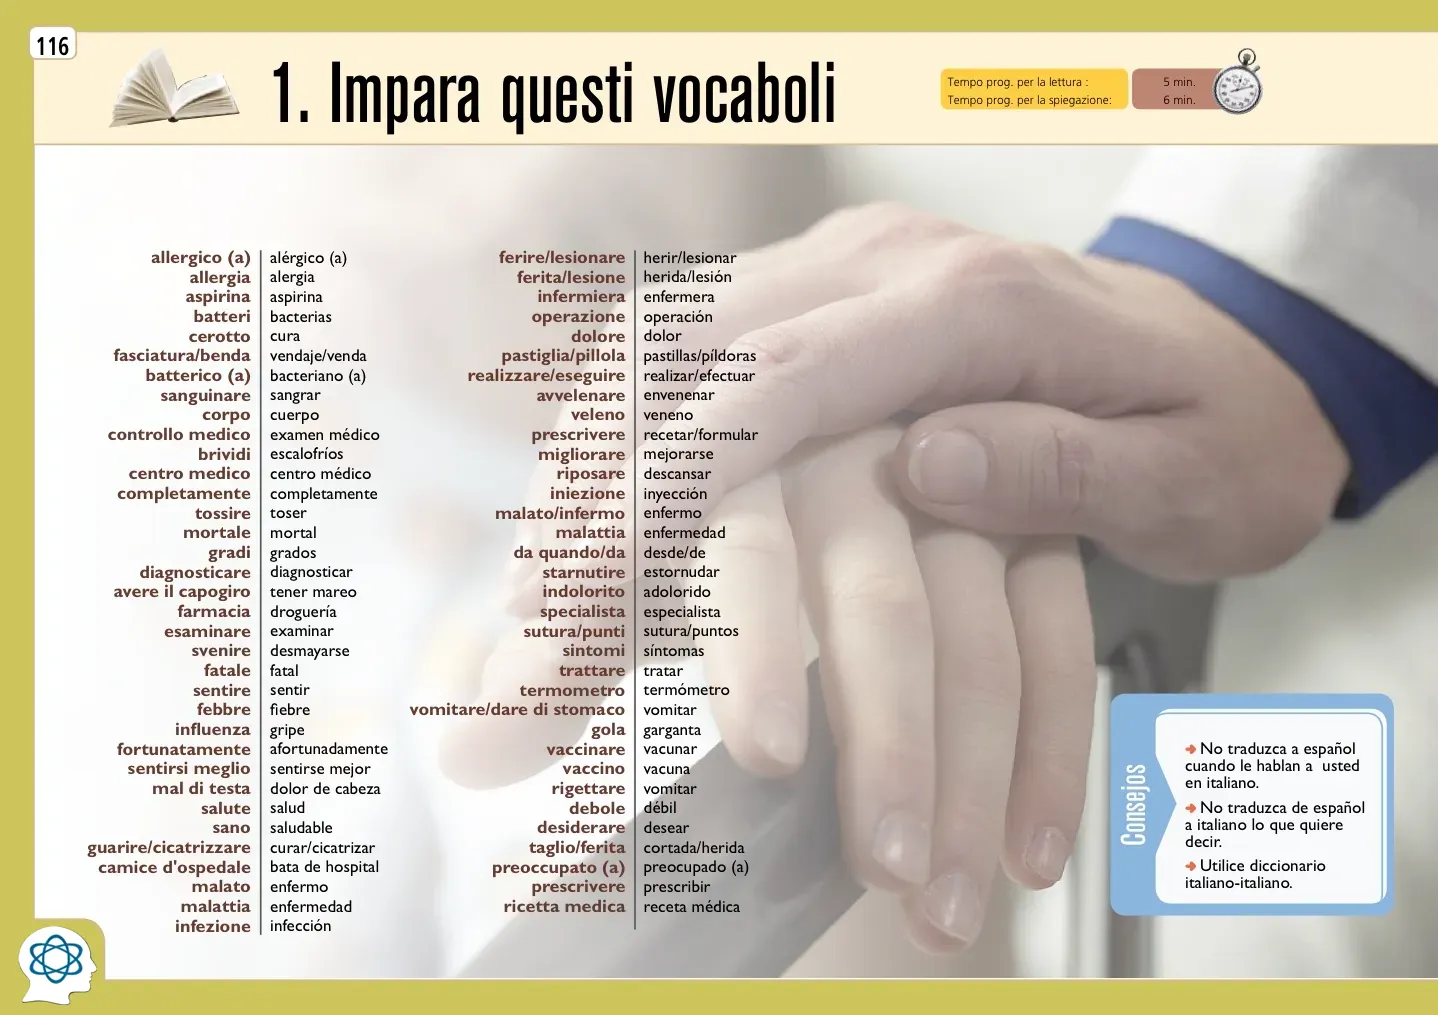 116
1. Impara questi vocaboli
Tempo prog. per la lettura : 5 min.
Tempo prog. per la spiegazione: 6 min.
allergico (a) alérgico (a)
allergia alergia
aspirina aspirina
batteri bacterias
cerotto cura
fasciatura/benda vendaje/venda
batterico (a) bacteriano (a)
sanguinare sangrar
corpo cuerpo
controllo medico examen médico
brividi escalofríos
centro medico centro médico
completamente completamente
tossire toser
mortale mortal
gradi grados
diagnosticare diagnosticar
avere il capogiro tener mareo
farmacia droguería
esaminare examinar
svenire desmayarse
fatale fatal
sentire sentir
febbre fiebre
influenza gripe
fortunatamente afortunadamente
sentirsi meglio sentirse mejor
mal di testa dolor de cabeza
salute salud
sano saludable
guarire/cicatrizzare curar/cicatrizar
camice d'ospedale bata de hospital
malato enfermo
malattia enfermedad
infezione infección
ferire/lesionare herir/lesionar
ferita/lesione herida/lesión
infermiera enfermera
operazione operación
dolore dolor
pastiglia/pillola pastillas/píldoras
realizzare/eseguire realizar/efectuar
avvelenare envenenar
veleno veneno
prescrivere recetar/formular
migliorare mejorarse
riposare descansar
iniezione inyección
malato/infermo enfermo
malattia enfermedad
da quando/da desde/de
starnutire estornudar
indolorito adolorido
specialista especialista
sutura/punti sutura/puntos
sintomi síntomas
trattare tratar
termometro termómetro
vomitare/dare di stomaco vomitar
gola garganta
vaccinare vacunar
vaccino vacuna
rigettare vomitar
debole débil
desiderare desear
taglio/ferita cortada/herida
preoccupato (a) preocupado (a)
prescrivere prescribir
ricetta medica receta médica
Consejos
No traduzca a español
cuando le hablan a usted
en italiano.
No traduzca de español
a italiano lo que quiere
decir.
Utilice diccionario
italiano-italiano.